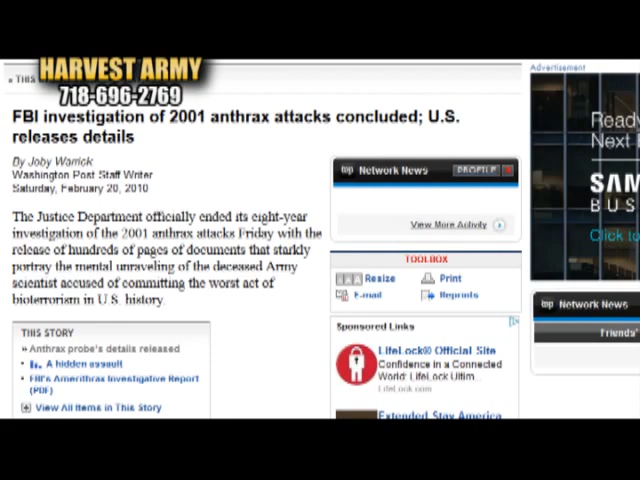 HARVEST ARMY
718-696-2769
» THIS
FBI investigation of 2001 anthrax attacks concluded; U.S.
releases details
By Joby Warrick
Washington Post Staff Writer
Saturday, February 20, 2010
The Justice Department officially ended its eight-year
investigation of the 2001 anthrax attacks Friday with the
release of hundreds of pages of documents that starkly
portray the mental unraveling of the deceased Army
scientist accused of committing the worst act of
bioterrorism in U.S. history.
THIS STORY
» Anthrax probe's details released
• A hidden assault
• FBI's Amerithrax Investigative Report
(PDF)
View All Items in This Story
Network News
PROFILE
View More Activity
TOOLBOX
Resize
Print
E-mail
Reprints
Sponsored Links
LifeLock® Official Site
Confidence in a Connected
World: LifeLock Ultim...
LifeLock.com
Extended Stay America
Advertisement
Ready
Next
SAM
BUS
Click to
Network News
Friends'